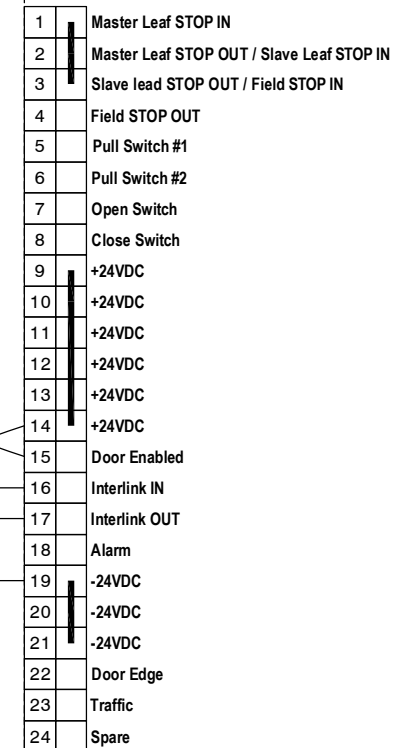 1 Master Leaf STOP IN
2 Master Leaf STOP OUT / Slave Leaf STOP IN
3 Slave lead STOP OUT / Field STOP IN
4 Field STOP OUT
5 Pull Switch #1
6 Pull Switch #2
7 Open Switch
8 Close Switch
9 +24VDC
10 +24VDC
11 +24VDC
12 +24VDC
13 +24VDC
14 +24VDC
15 Door Enabled
16 Interlink IN
17 Interlink OUT
18 Alarm
19 -24VDC
20 -24VDC
21 -24VDC
22 Door Edge
23 Traffic
24 Spare